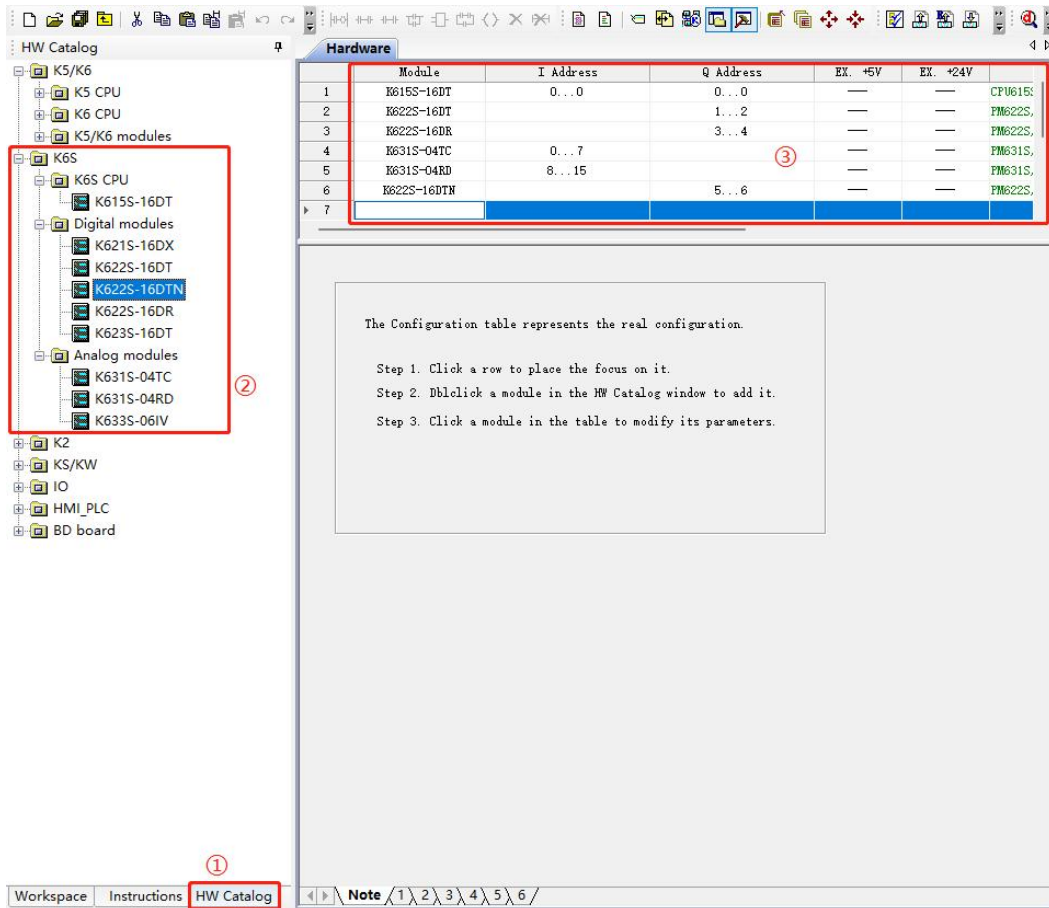 HW Catalog
Hardware
K5/K6
K5 CPU
K6 CPU
K5/K6 modules
K6S
K6S CPU
K615S-16DT
Digital modules
K621S-16DX
K622S-16DT
K622S-16DTN
K622S-16DR
K623S-16DT
Analog modules
K631S-04TC
K631S-04RD
K633S-06IV
②
K2
KS/KW
IO
HMI_PLC
BD board
Module I Address Q Address EX. +5V EX. +24V
1 K615S-16DT 0...0 0...0 — — CPU615S
2 K622S-16DT 1...2 — — PM622S,
3 K622S-16DR 3...4 — — PM622S,
4 K631S-04TC 0...7 — — PM631S,
5 K631S-04RD 8...15 — — PM631S,
6 K622S-16DTN 5...6 — — PM622S,
7
③
The Configuration table represents the real configuration.
Step 1. Click a row to place the focus on it.
Step 2. Dblclick a module in the HW Catalog window to add it.
Step 3. Click a module in the table to modify its parameters.
①
Workspace Instructions HW Catalog
Note 1 2 3 4 5 6